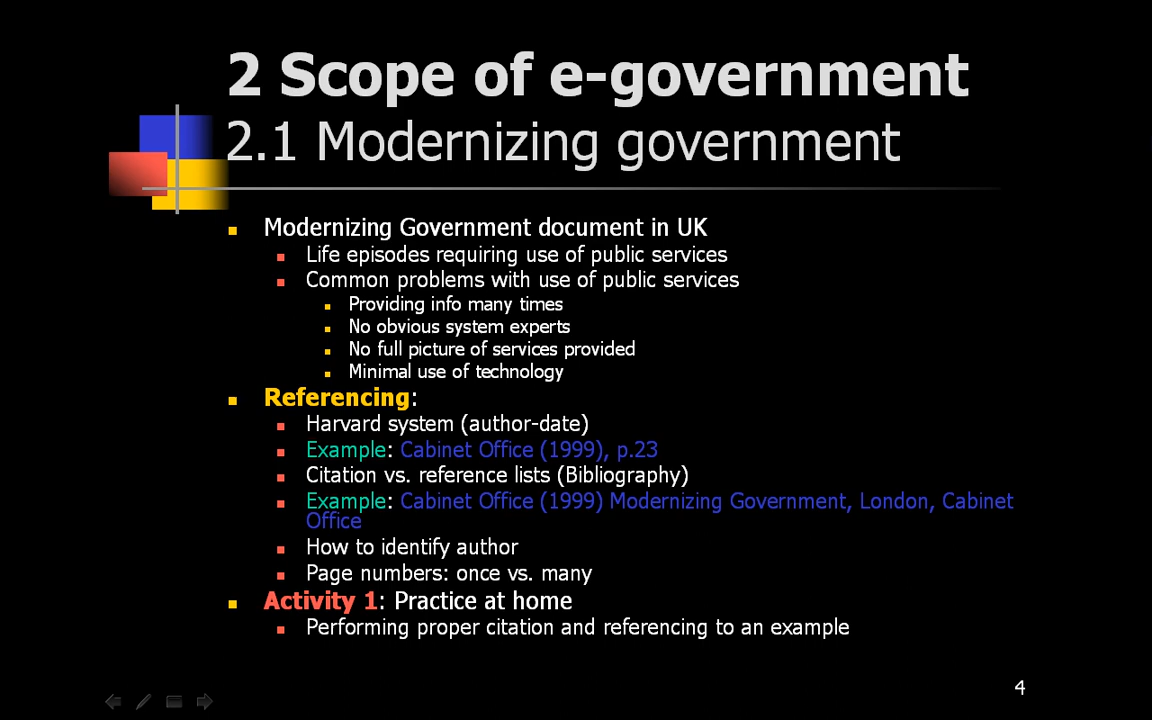 2 Scope of e-government
2.1 Modernizing government
Modernizing Government document in UK
Life episodes requiring use of public services
Common problems with use of public services
Providing info many times
No obvious system experts
No full picture of services provided
Minimal use of technology
Referencing:
Harvard system (author-date)
Example: Cabinet Office (1999), p.23
Citation vs. reference lists (Bibliography)
Example: Cabinet Office (1999) Modernizing Government, London, Cabinet
Office
How to identify author
Page numbers: once vs. many
Activity 1: Practice at home
Performing proper citation and referencing to an example
4